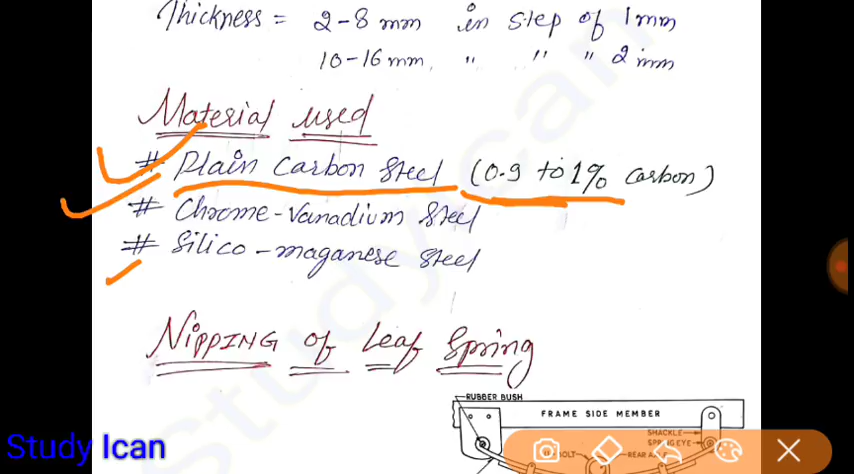 Thickness = 2-8 mm in step of 1mm
10-16 mm, " " " 2 mm
Material used
# Plain Carbon Steel (0.9 to 1% carbon)
# Chrome-Vanadium Steel
# Silico-maganese Steel
NIPPING of Leaf Spring
RUBBER BUSH
FRAME SIDE MEMBER
SHACKLE
SPRING EYE
Study Ican